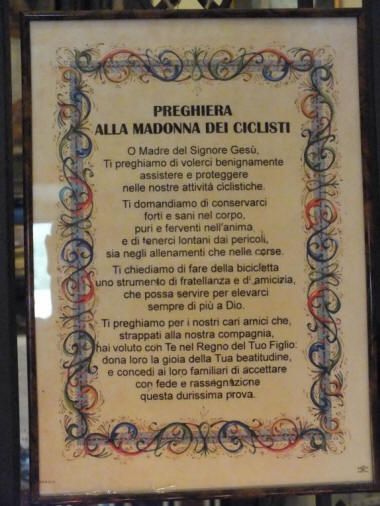 PREGHIERA
ALLA MADONNA DEI CICLISTI
O Madre del Signore Gesù,
Ti preghiamo di volerci benignamente
assistere e proteggere
nelle nostre attività ciclistiche.
Ti domandiamo di conservarci
forti e sani nel corpo,
puri e ferventi nell'anima
e di tenerci lontani dai pericoli,
sia negli allenamenti che nelle corse.
Ti chiediamo di fare della bicicletta
uno strumento di fratellanza e di amicizia,
che possa servire per elevarci
sempre di più a Dio.
Ti preghiamo per i nostri cari amici che,
strappati alla nostra compagnia,
hai voluto con Te nel Regno del Tuo Figlio:
dona loro la gioia della Tua beatitudine,
e concedi ai loro familiari di accettare
con fede e rassegnazione
questa durissima prova.